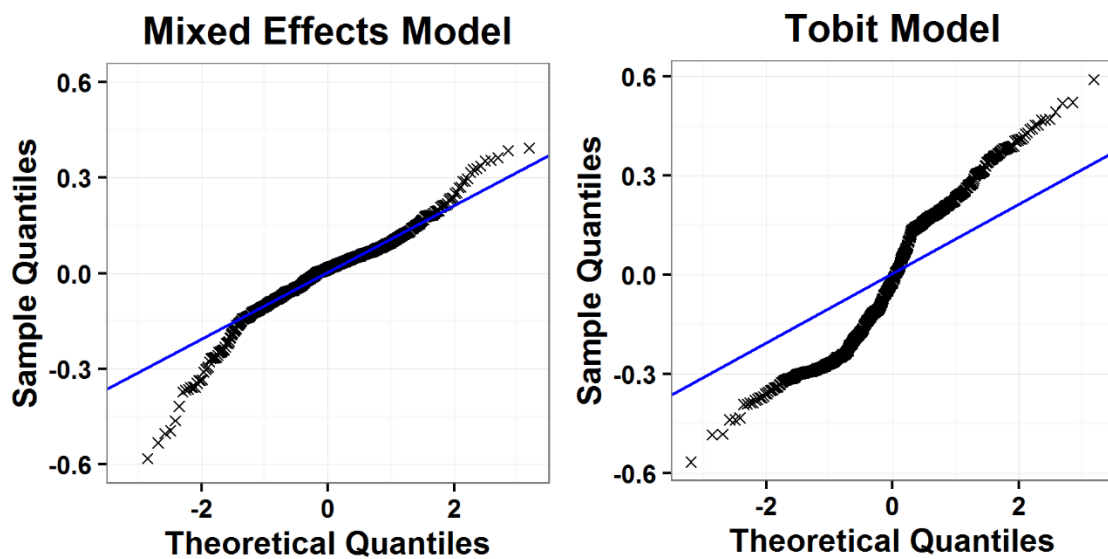 Mixed Effects Model
Sample Quantiles
0.6
0.3
0.0
-0.3
-0.6
-2
0
2
Theoretical Quantiles
Tobit Model
Sample Quantiles
0.6
0.3
0.0
-0.3
-0.6
-2
0
2
Theoretical Quantiles